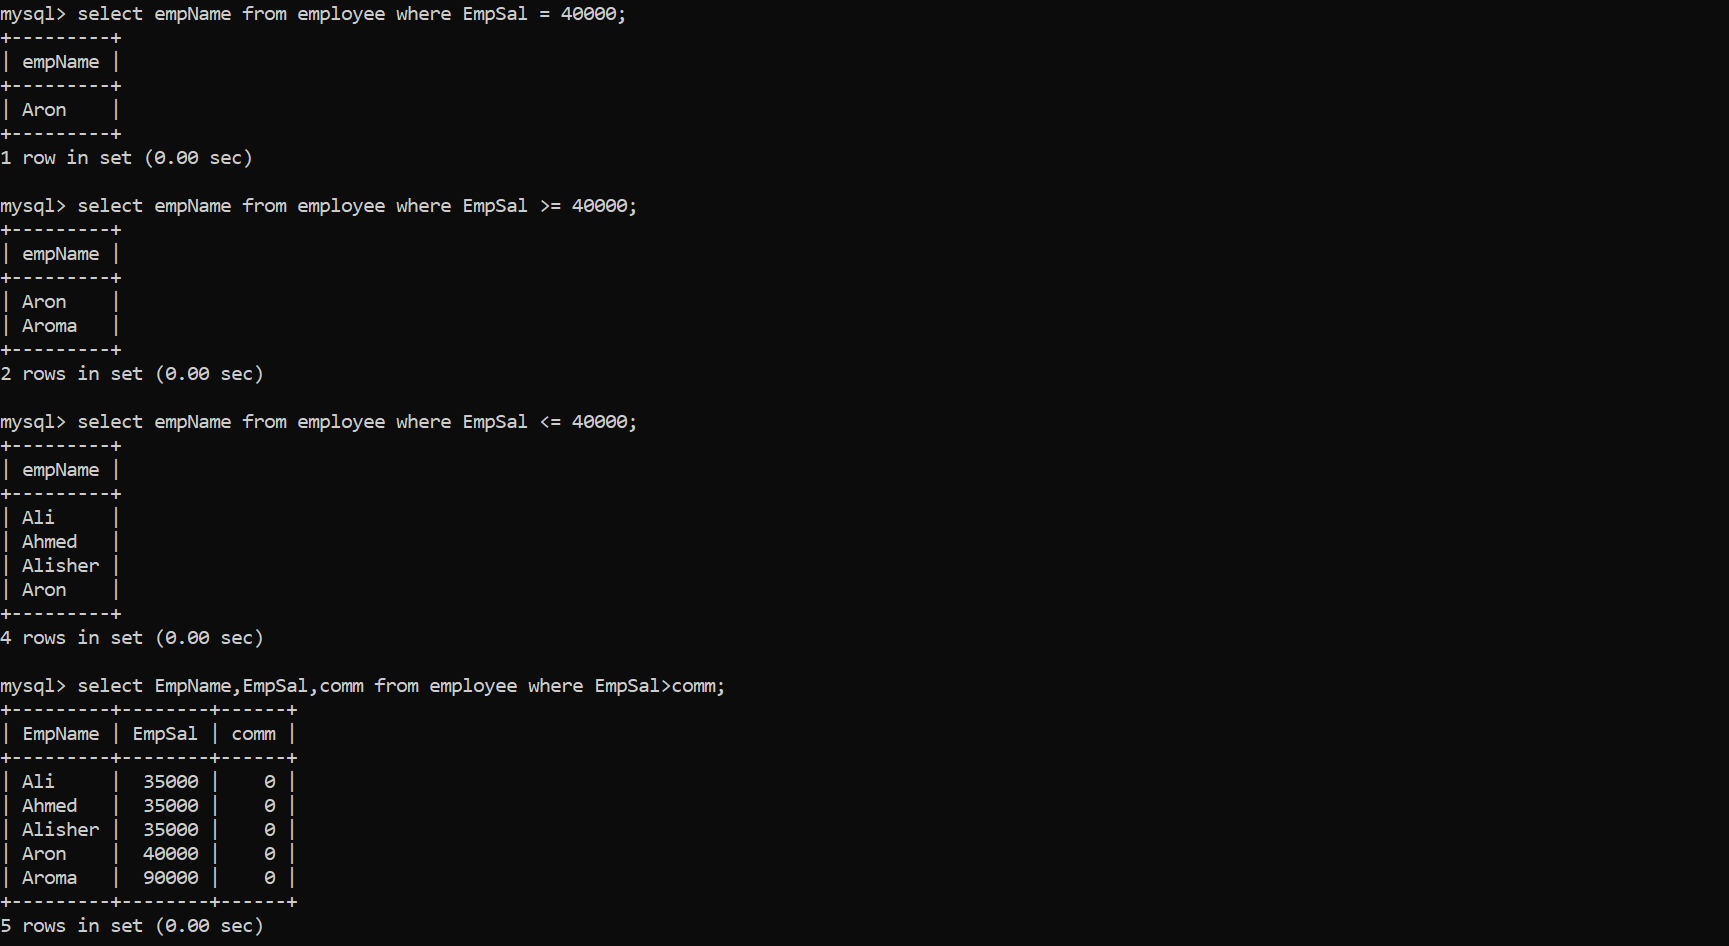 mysql> select empName from employee where EmpSal = 40000;
+---------+
| empName |
+---------+
| Aron    |
+---------+
1 row in set (0.00 sec)

mysql> select empName from employee where EmpSal >= 40000;
+---------+
| empName |
+---------+
| Aron    |
| Aroma   |
+---------+
2 rows in set (0.00 sec)

mysql> select empName from employee where EmpSal <= 40000;
+---------+
| empName |
+---------+
| Ali     |
| Ahmed   |
| Alisher |
| Aron    |
+---------+
4 rows in set (0.00 sec)

mysql> select EmpName,EmpSal,comm from employee where EmpSal>comm;
+---------+--------+------+
| EmpName | EmpSal | comm |
+---------+--------+------+
| Ali     |  35000 |    0 |
| Ahmed   |  35000 |    0 |
| Alisher |  35000 |    0 |
| Aron    |  40000 |    0 |
| Aroma   |  90000 |    0 |
+---------+--------+------+
5 rows in set (0.00 sec)